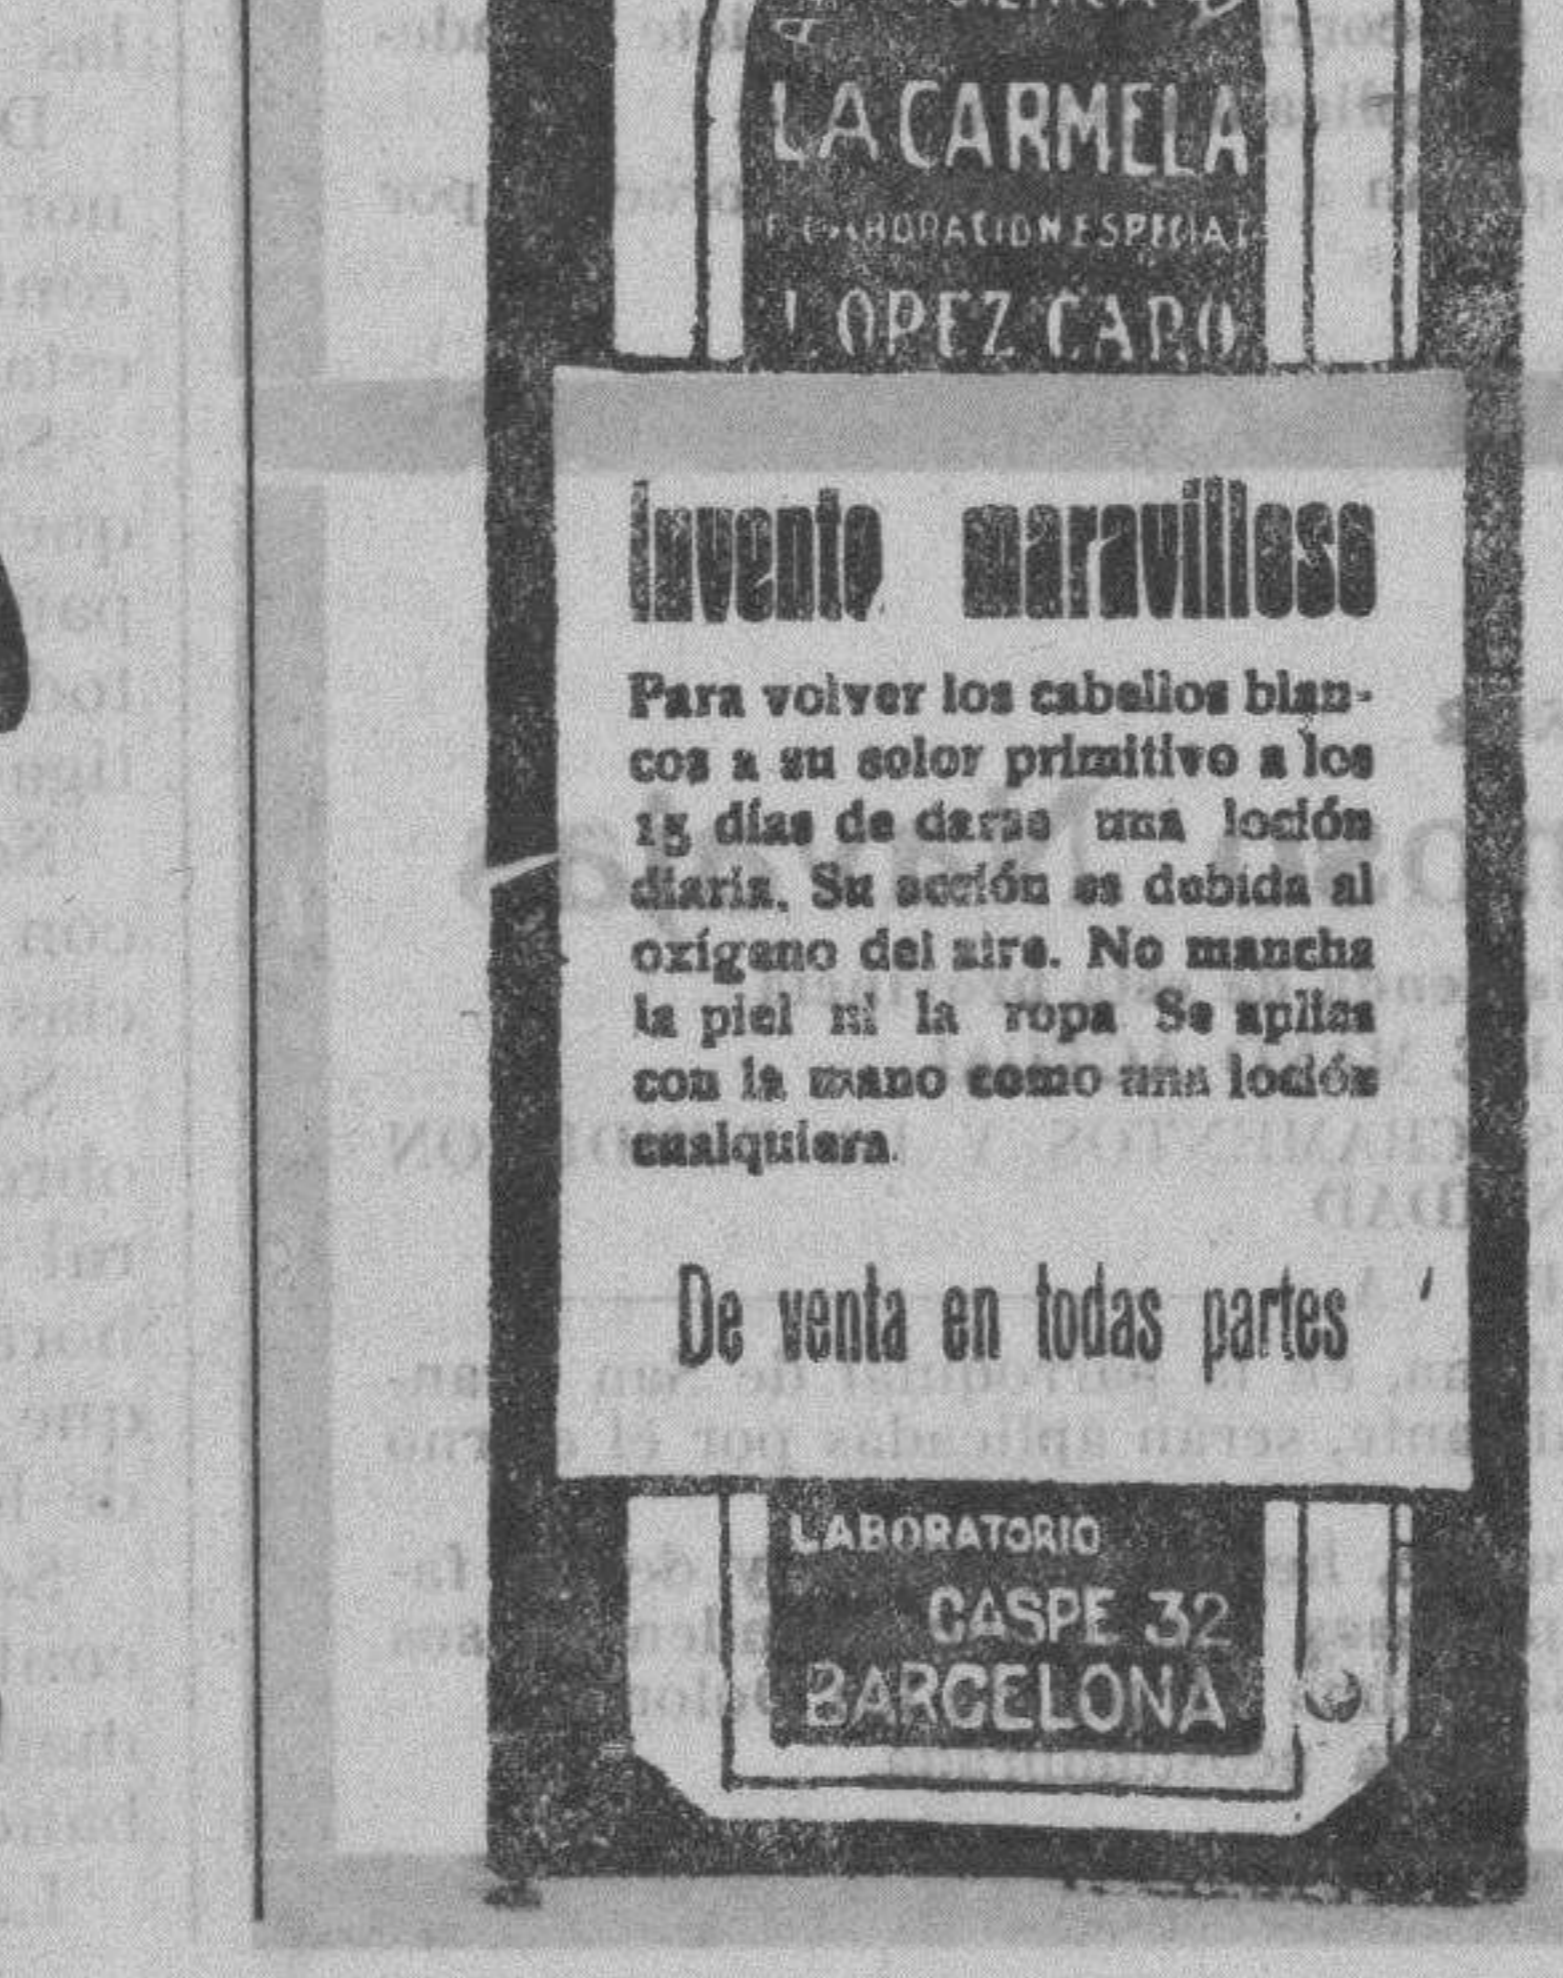 LA CARMELA
ELABORACION ESPECIAL
LOPEZ CARO
Invento maravilloso
Para volver los cabellos blan-
cos a su color primitivo a los
15 días de darse una loción
diaria. Su acción es debida al
oxígeno del aire. No mancha
la piel ni la ropa Se aplica
con la mano como una loción
cualquiera.
De venta en todas partes
LABORATORIO
CASPE 32
BARCELONA